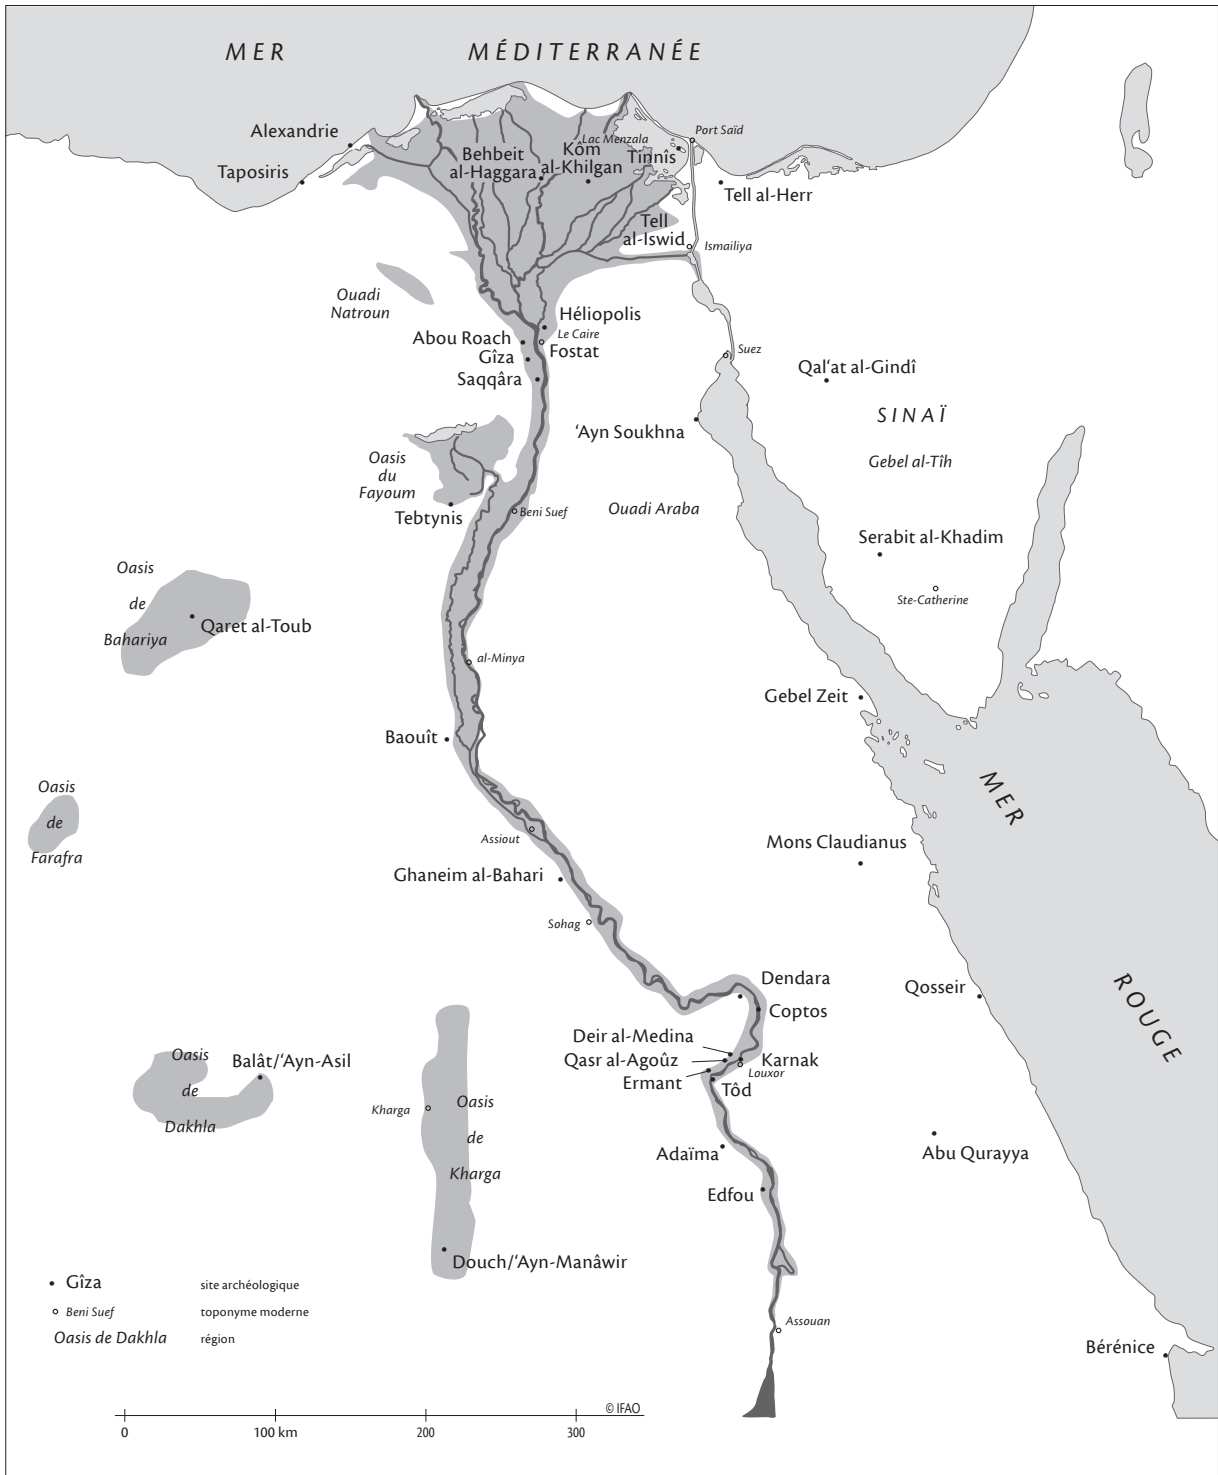 MER MÉDITERRANÉE
Alexandrie
Taposiris
Behbeit
al-Haggara
Lac Menzala
Kôm
al-Khilgan
Tinnîs
Port Saïd
Tell al-Herr
Tell
al-Iswid
Ismailiya
Ouadi
Natroun
Héliopolis
Le Caire
Abou Roach
Fostat
Gîza
Saqqâra
Suez
Qal‘at al-Gindî
SINAÏ
‘Ayn Soukhna
Gebel al-Tîh
Oasis
du
Fayoum
Tebtynis
Beni Suef
Ouadi Araba
Serabit al-Khadim
Ste-Catherine
Oasis
de
Bahariya
Qaret al-Toub
al-Minya
Gebel Zeit
Baouît
MER
ROUGE
Oasis
de
Farafra
Assiout
Mons Claudianus
Ghaneim al-Bahari
Sohag
Dendara
Coptos
Qosseir
Deir al-Medina
Qasr al-Agoûz
Ermant
Karnak
Louxor
Tôd
Oasis
de
Dakhla
Balât/‘Ayn-Asil
Kharga
Oasis
de
Kharga
Adaïma
Abu Qurayya
Edfou
Douch/‘Ayn-Manâwir
Assouan
Bérénice
Gîza site archéologique
Beni Suef toponyme moderne
Oasis de Dakhla région
© IFAO
0 100 km 200 300